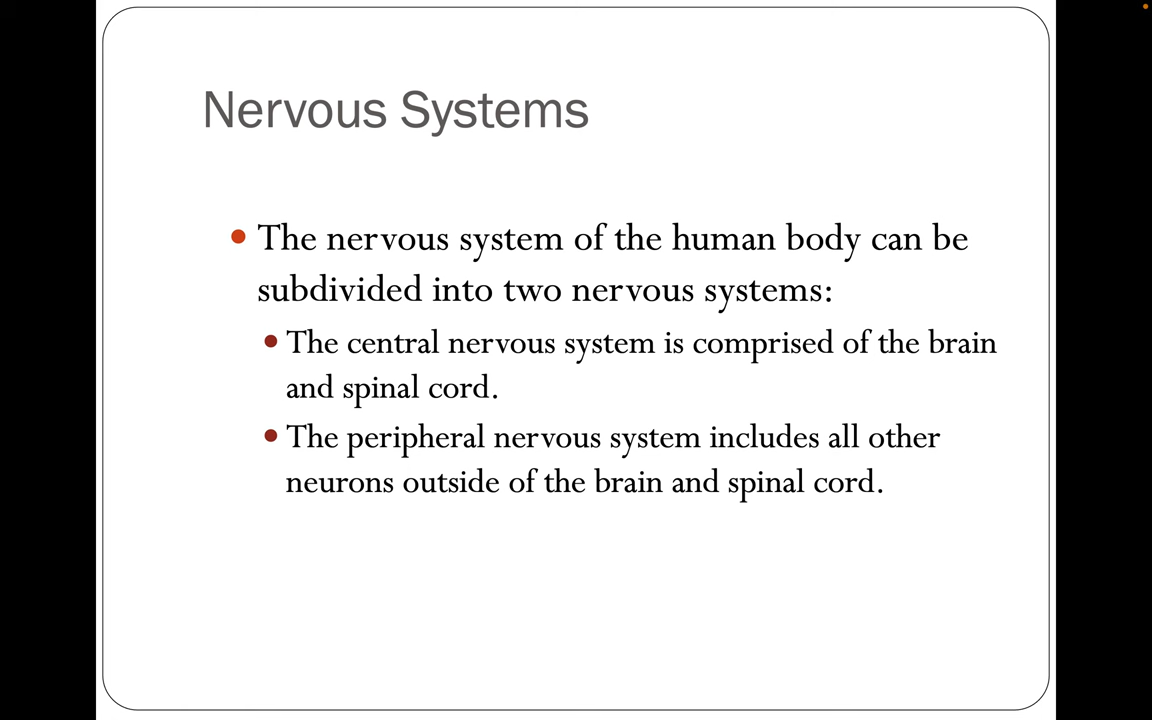 Nervous Systems
The nervous system of the human body can be
subdivided into two nervous systems:
The central nervous system is comprised of the brain
and spinal cord.
The peripheral nervous system includes all other
neurons outside of the brain and spinal cord.